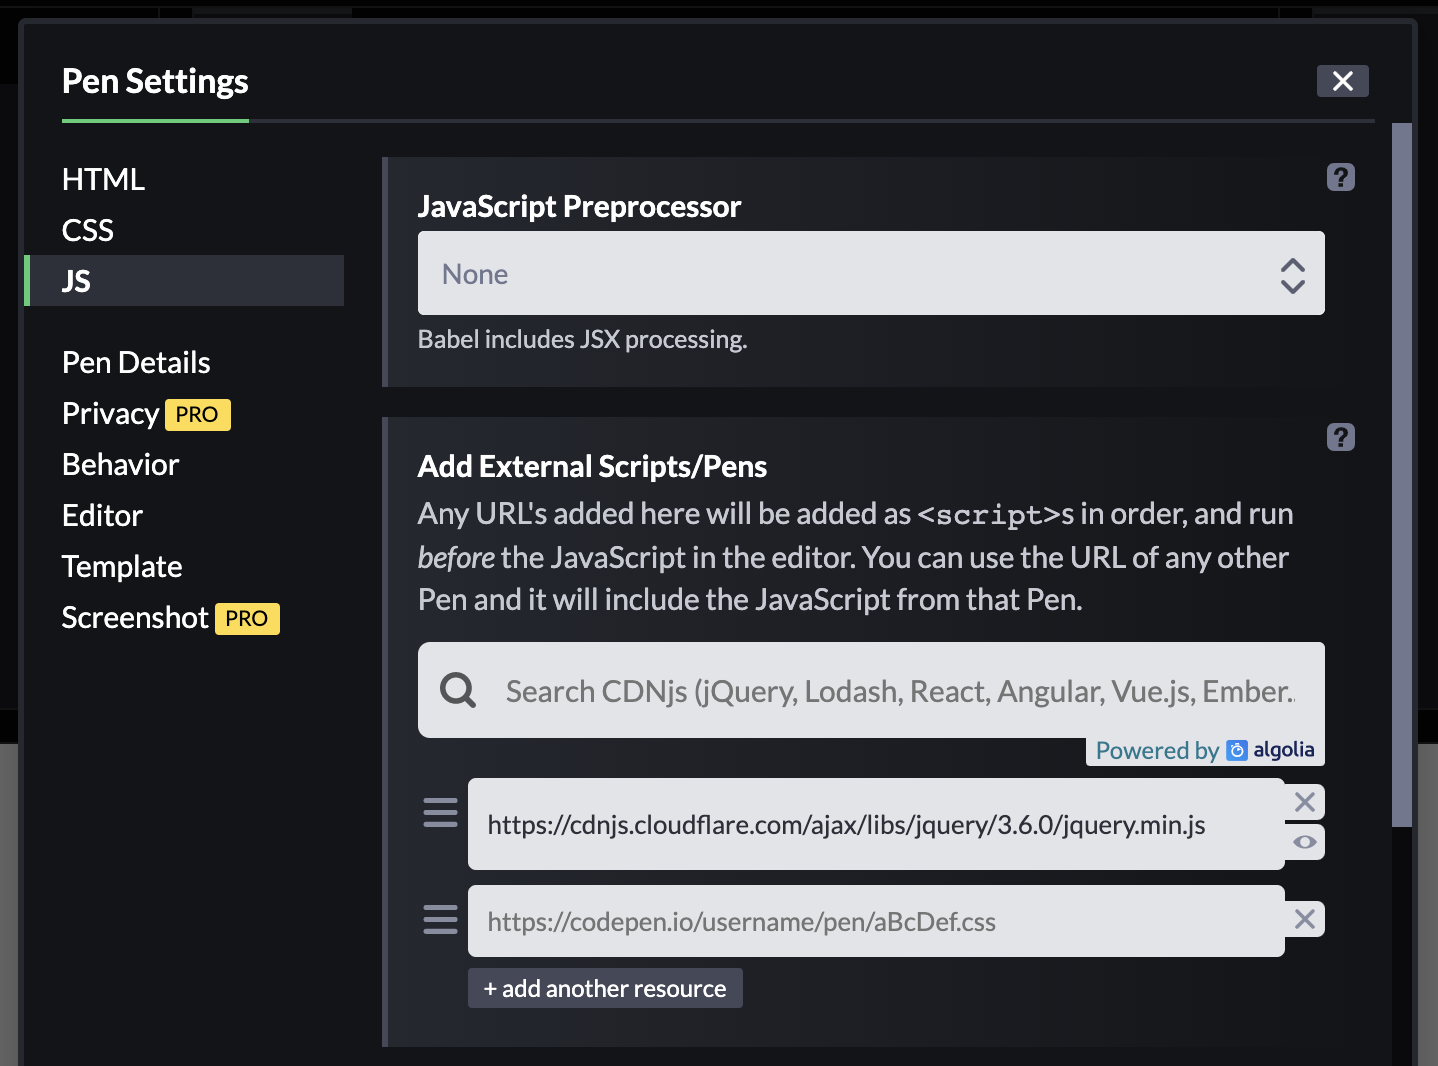 Pen Settings
HTML
CSS
JS
Pen Details
Privacy PRO
Behavior
Editor
Template
Screenshot PRO
JavaScript Preprocessor
None
Babel includes JSX processing.
Add External Scripts/Pens
Any URL's added here will be added as <script>s in order, and run
before the JavaScript in the editor. You can use the URL of any other
Pen and it will include the JavaScript from that Pen.
Search CDNjs (jQuery, Lodash, React, Angular, Vue.js, Ember..
Powered by algolia
https://cdnjs.cloudflare.com/ajax/libs/jquery/3.6.0/jquery.min.js
https://codepen.io/username/pen/aBcDef.css
+ add another resource